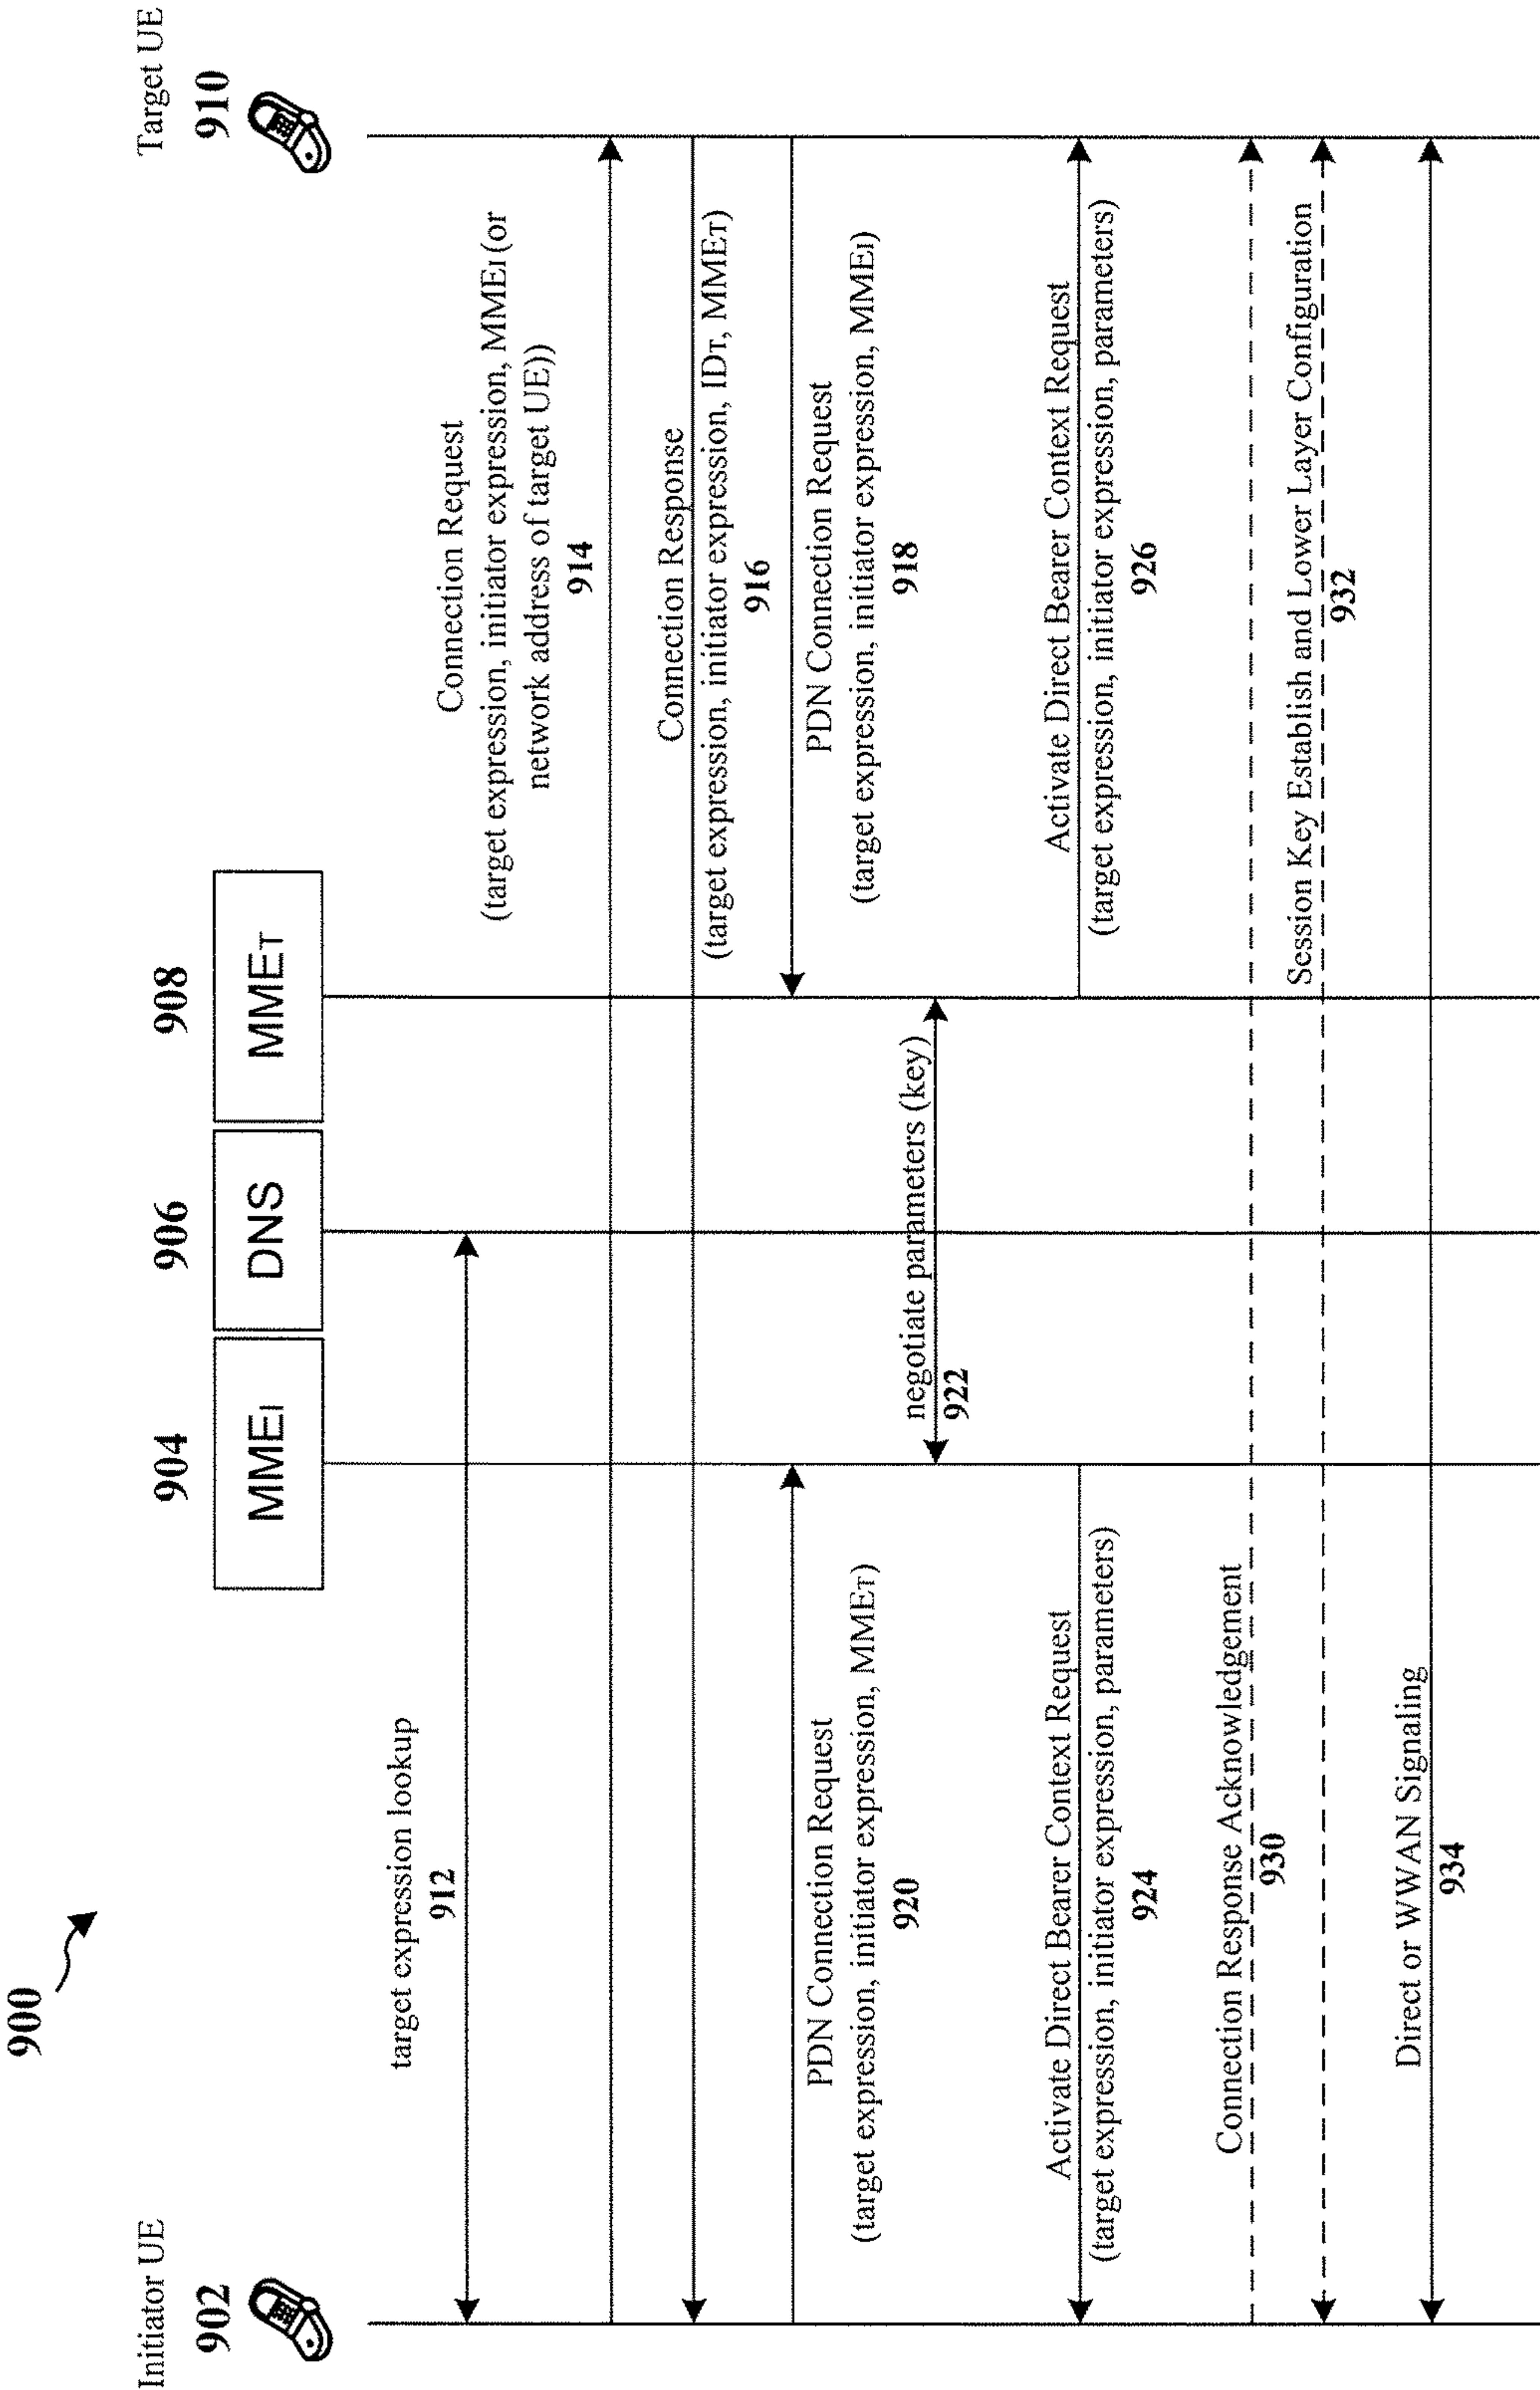 900
Initiator UE
902
904
MMEI
906
DNS
908
MMET
Target UE
910
target expression lookup
912
Connection Request
(target expression, initiator expression, MMEI (or
network address of target UE))
914
Connection Response
(target expression, initiator expression, IDT, MMET)
916
PDN Connection Request
(target expression, initiator expression, MMEI)
918
PDN Connection Request
(target expression, initiator expression, MMET)
920
negotiate parameters (key)
922
Activate Direct Bearer Context Request
(target expression, initiator expression, parameters)
924
Activate Direct Bearer Context Request
(target expression, initiator expression, parameters)
926
Connection Response Acknowledgement
930
Session Key Establish and Lower Layer Configuration
932
Direct or WWAN Signaling
934